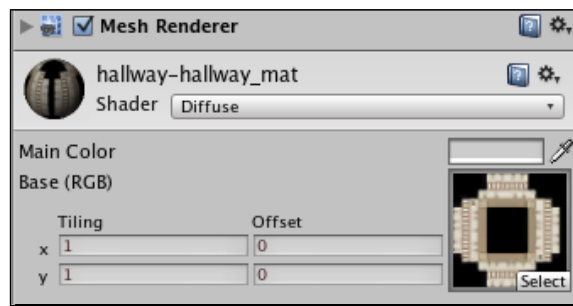 Mesh Renderer
hallway-hallway_mat
Shader Diffuse
Main Color
Base (RGB)
Tiling Offset
x 1 0
y 1 0
Select